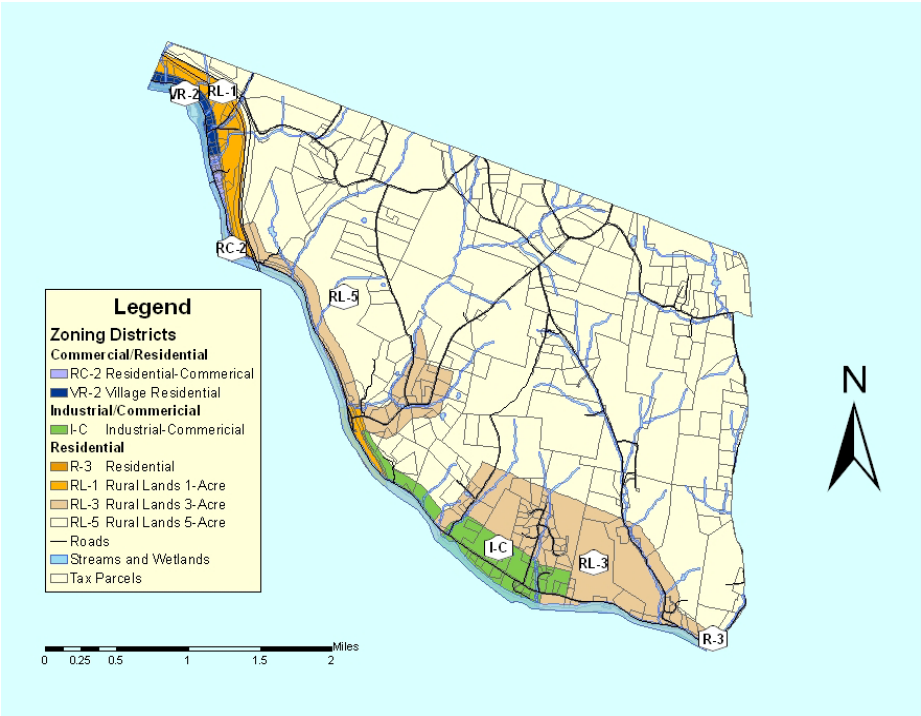 VR-2
RL-1
RC-2
RL-5
Legend
Zoning Districts
Commercial/Residential
RC-2 Residential-Commerical
VR-2 Village Residential
Industrial/Commericial
I-C Industrial-Commericial
Residential
R-3 Residential
RL-1 Rural Lands 1-Acre
RL-3 Rural Lands 3-Acre
RL-5 Rural Lands 5-Acre
Roads
Streams and Wetlands
Tax Parcels
N
I-C
RL-3
R-3
Miles
0 0.25 0.5 1 1.5 2